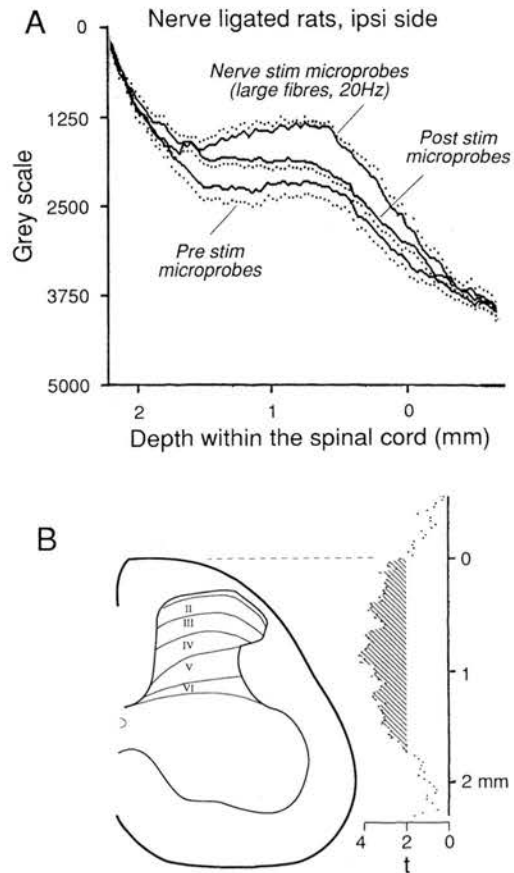 A
Nerve ligated rats, ipsi side
0
1250
2500
3750
5000
Grey scale
Nerve stim microprobes
(large fibres, 20Hz)
Post stim
microprobes
Pre stim
microprobes
2
1
0
Depth within the spinal cord (mm)
B
II
III
IV
V
VI
0
1
2 mm
4
2
0
t